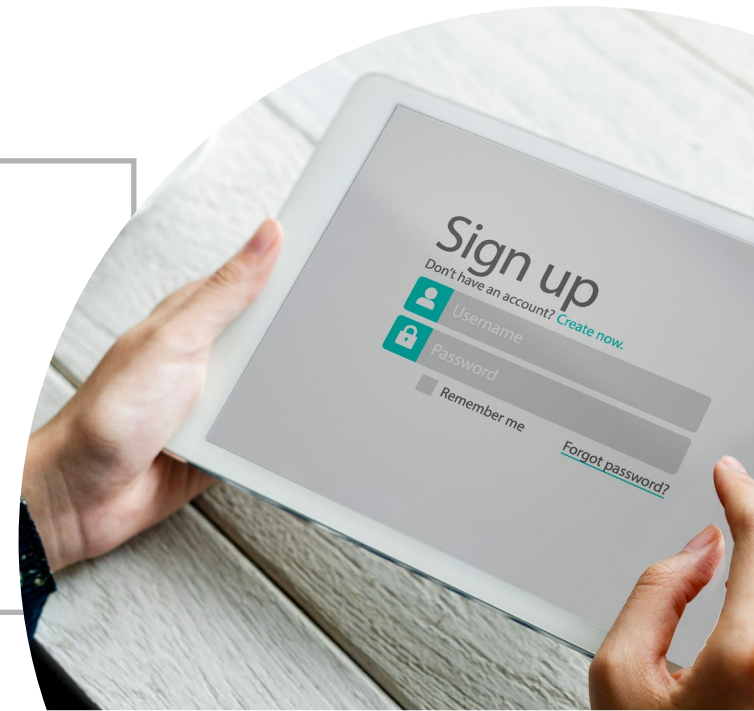 Sign up
Don't have an account? Create now.
Username
Password
Remember me
Forgot password?